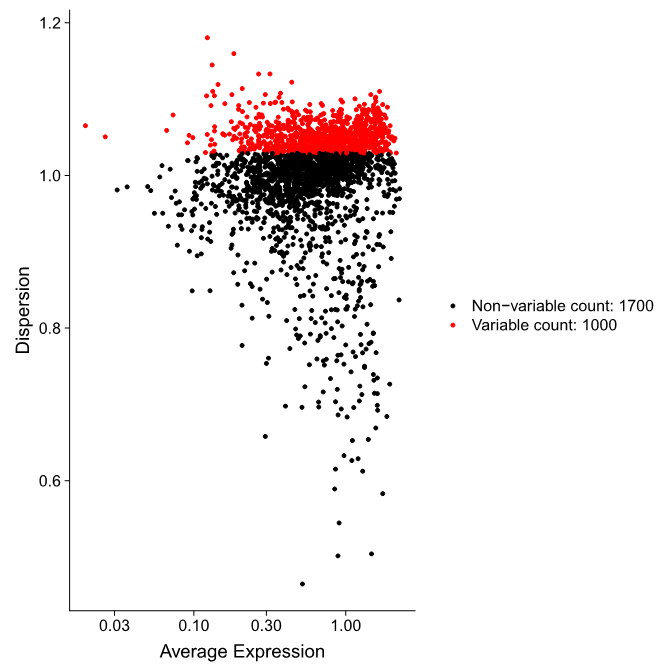 1.2
1.0
0.8
0.6
Dispersion
0.03
0.10
0.30
1.00
Average Expression
Non−variable count: 1700
Variable count: 1000